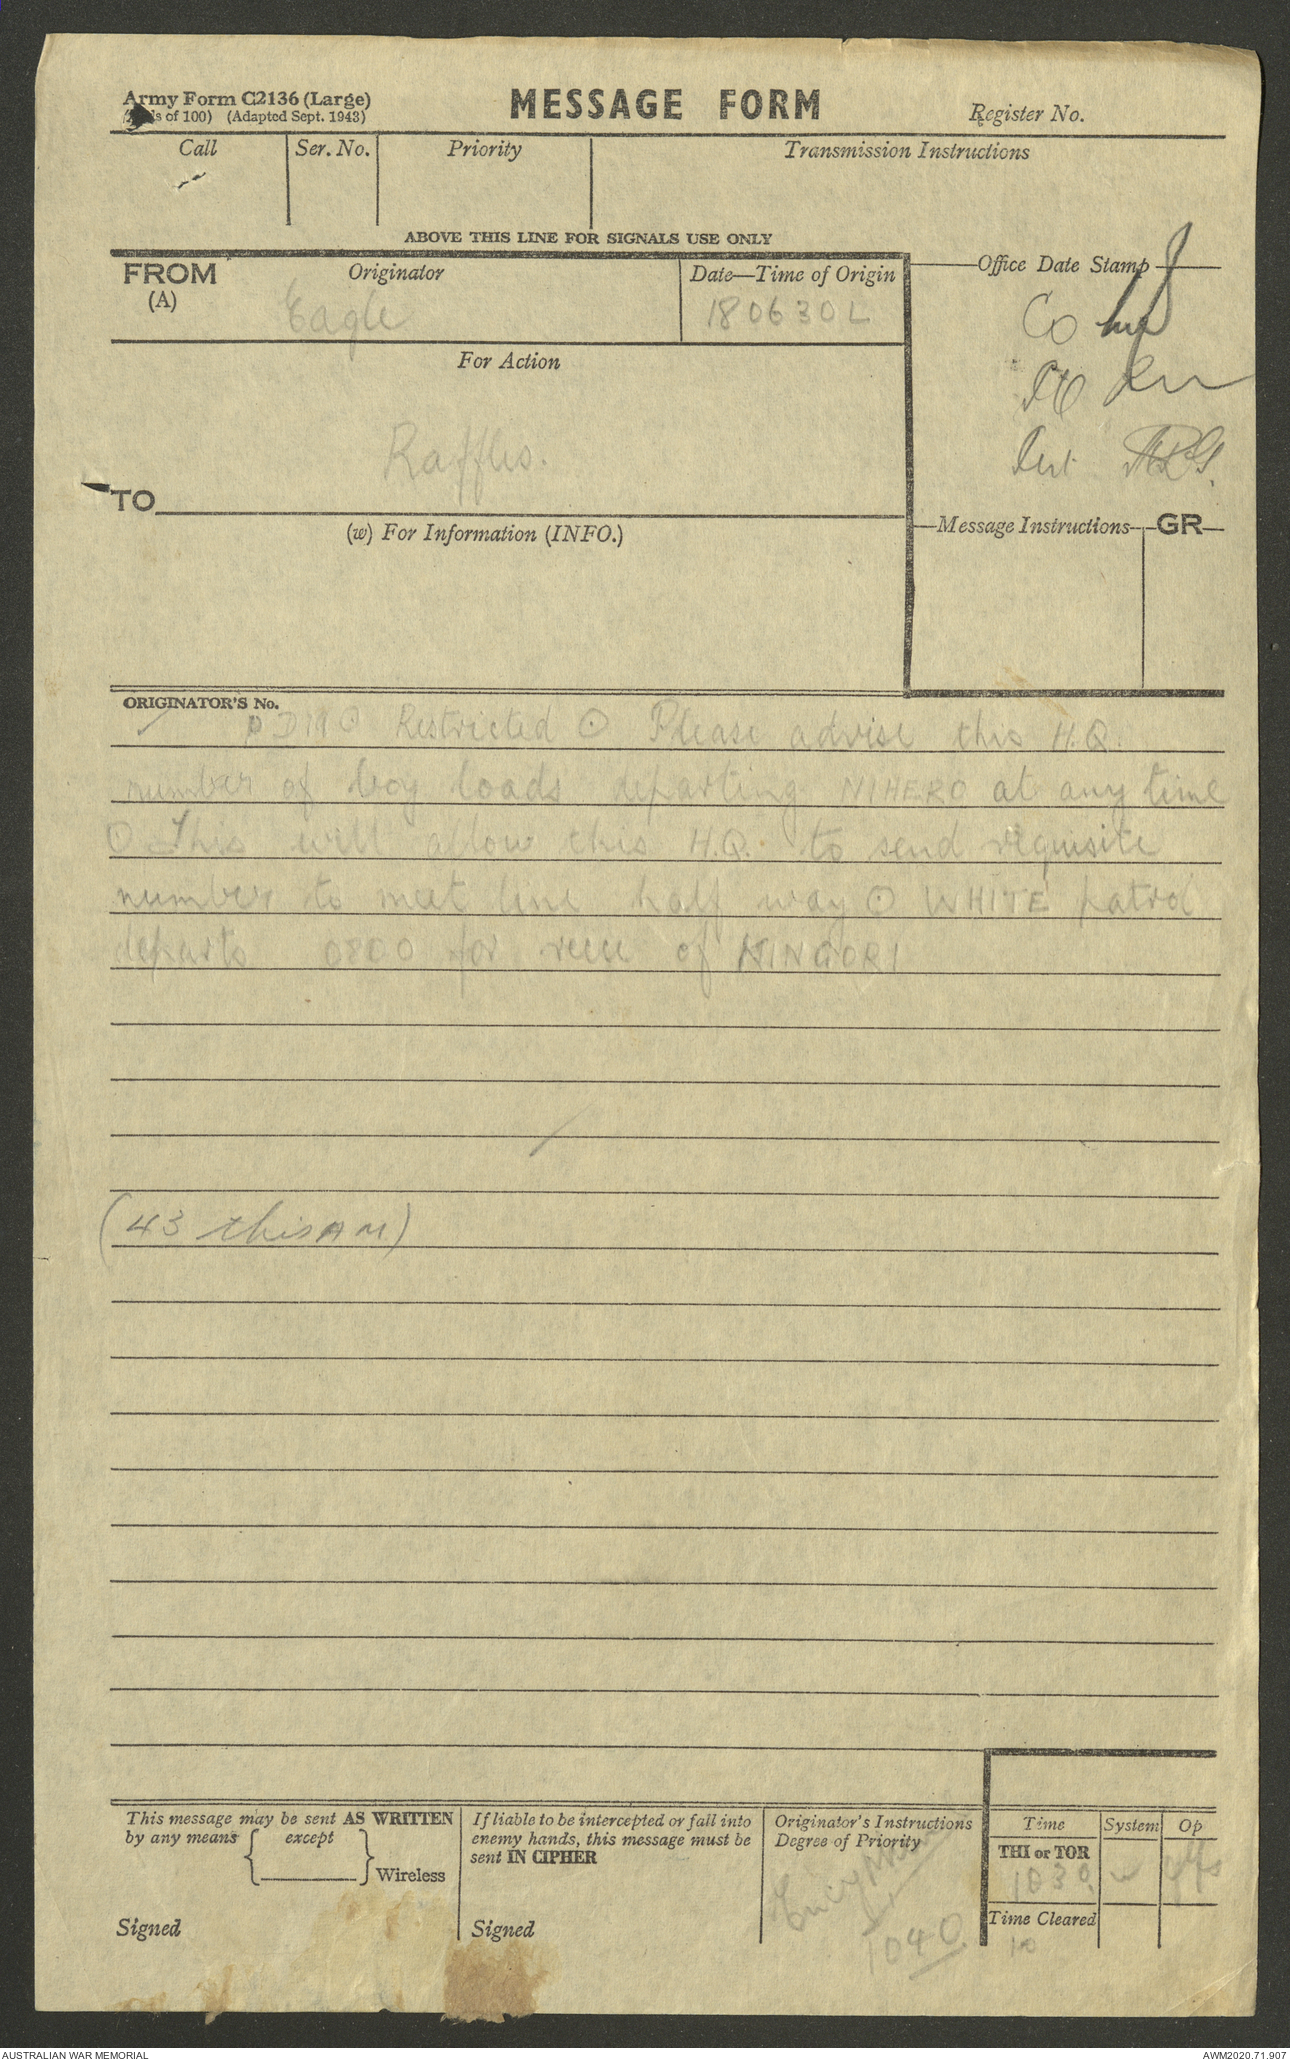 Army Form C2136 (Large)
(Pads of 100) (Adapted Sept. 1943)
MESSAGE FORM
Register No.
Call
Ser. No.
Priority
Transmission Instructions
ABOVE THIS LINE FOR SIGNALS USE ONLY
FROM
(A)
Originator
Eagle
Date—Time of Origin
180630L
Office Date Stamp
CO
For Action
Raffles.
TO
(w) For Information (INFO.)
Message Instructions
GR
ORIGINATOR'S No.
Restricted ⊙ Please advise this H.Q.
number of boy loads departing NIHERO at any time
⊙ This will allow this H.Q. to send requisite
number to meet line half way ⊙ WHITE patrol
departs 0800 for recce of
(43 this AM)
This message may be sent AS WRITTEN
by any means { except } Wireless
Signed
If liable to be intercepted or fall into
enemy hands, this message must be
sent IN CIPHER
Signed
Originator's Instructions
Degree of Priority
1040.
Time
System
Op
THI or TOR
1030
w
Time Cleared
10
AUSTRALIAN WAR MEMORIAL
AWM2020.71.907